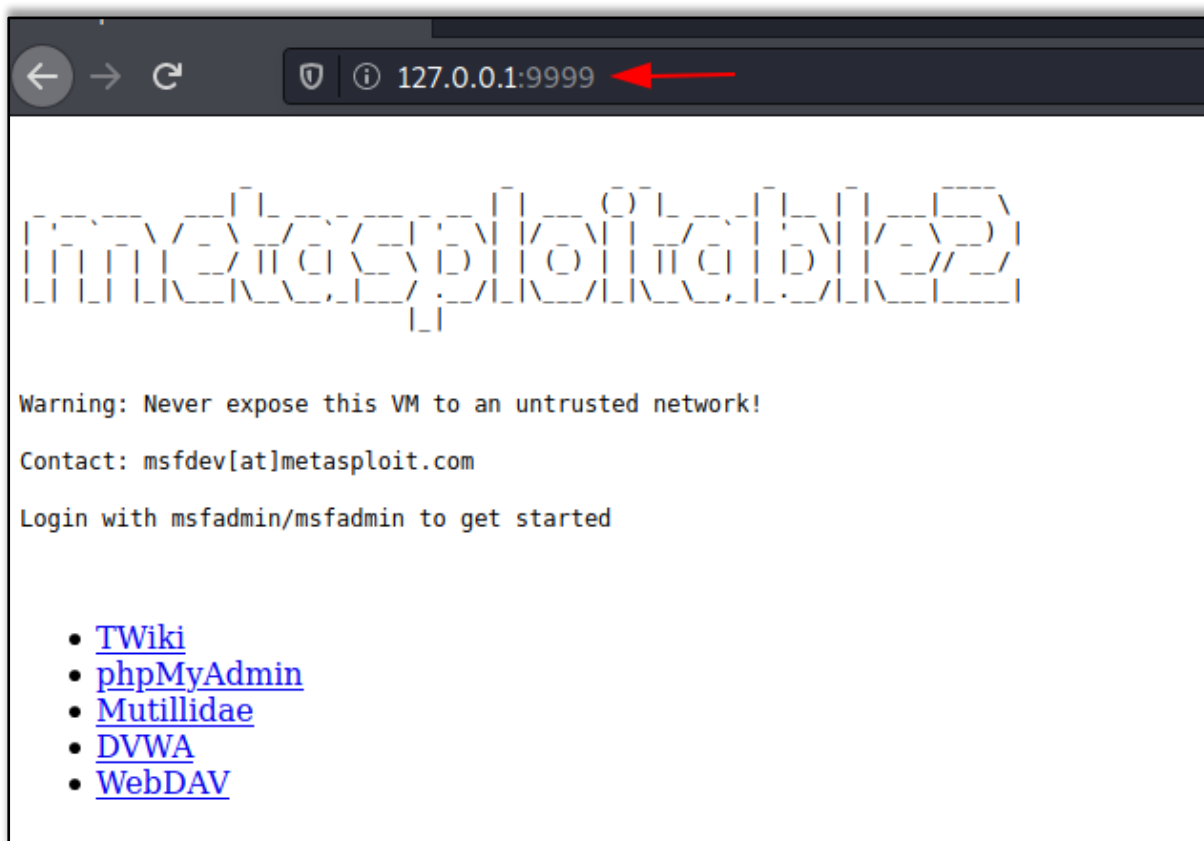 127.0.0.1:9999
metasploitable2
Warning: Never expose this VM to an untrusted network!
Contact: msfdev[at]metasploit.com
Login with msfadmin/msfadmin to get started
TWiki
phpMyAdmin
Mutillidae
DVWA
WebDAV